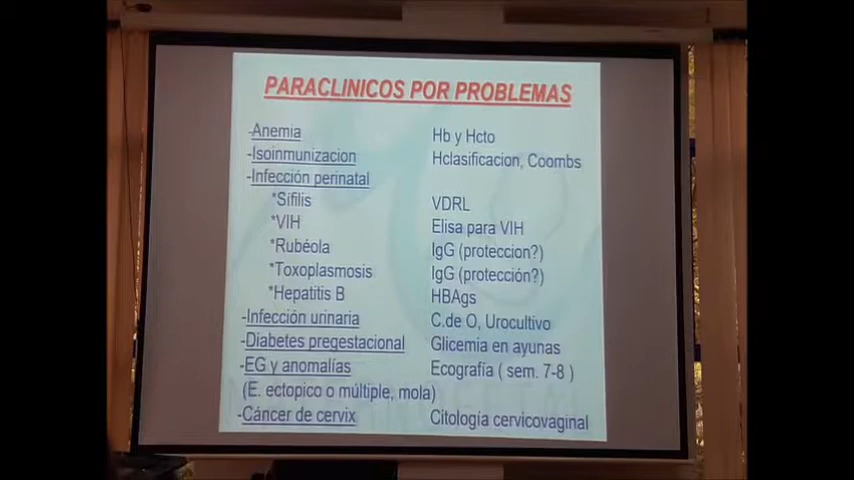 PARACLINICOS POR PROBLEMAS
-Anemia Hb y Hcto
-Isoinmunizacion Hclasificacion, Coombs
-Infección perinatal
*Sífilis VDRL
*VIH Elisa para VIH
*Rubéola IgG (proteccion?)
*Toxoplasmosis IgG (protección?)
*Hepatitis B HBAgs
-Infección urinaria C.de O, Urocultivo
-Diabetes pregestacional Glicemia en ayunas
-EG y anomalías Ecografía ( sem. 7-8 )
(E. ectopico o múltiple, mola)
-Cáncer de cervix Citología cervicovaginal